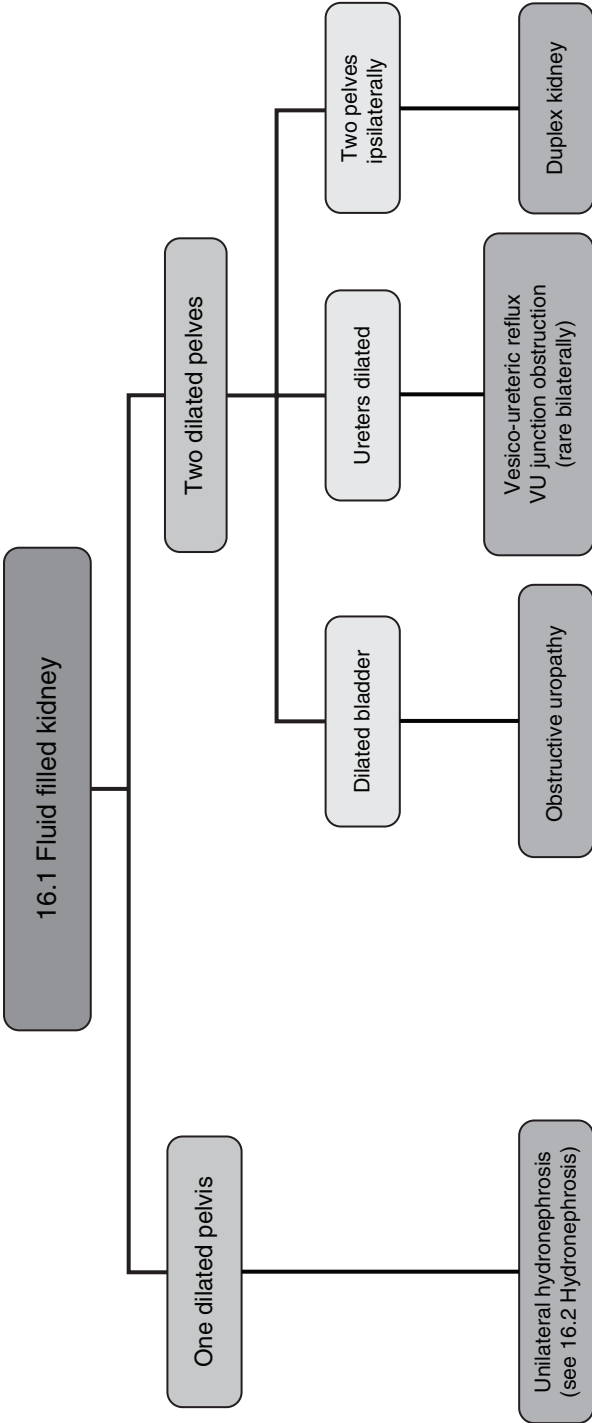 16.1 Fluid filled kidney
One dilated pelvis
Two dilated pelves
Dilated bladder
Ureters dilated
Two pelves
ipsilaterally
Unilateral hydronephrosis
(see 16.2 Hydronephrosis)
Obstructive uropathy
Vesico-ureteric reflux
VU junction obstruction
(rare bilaterally)
Duplex kidney